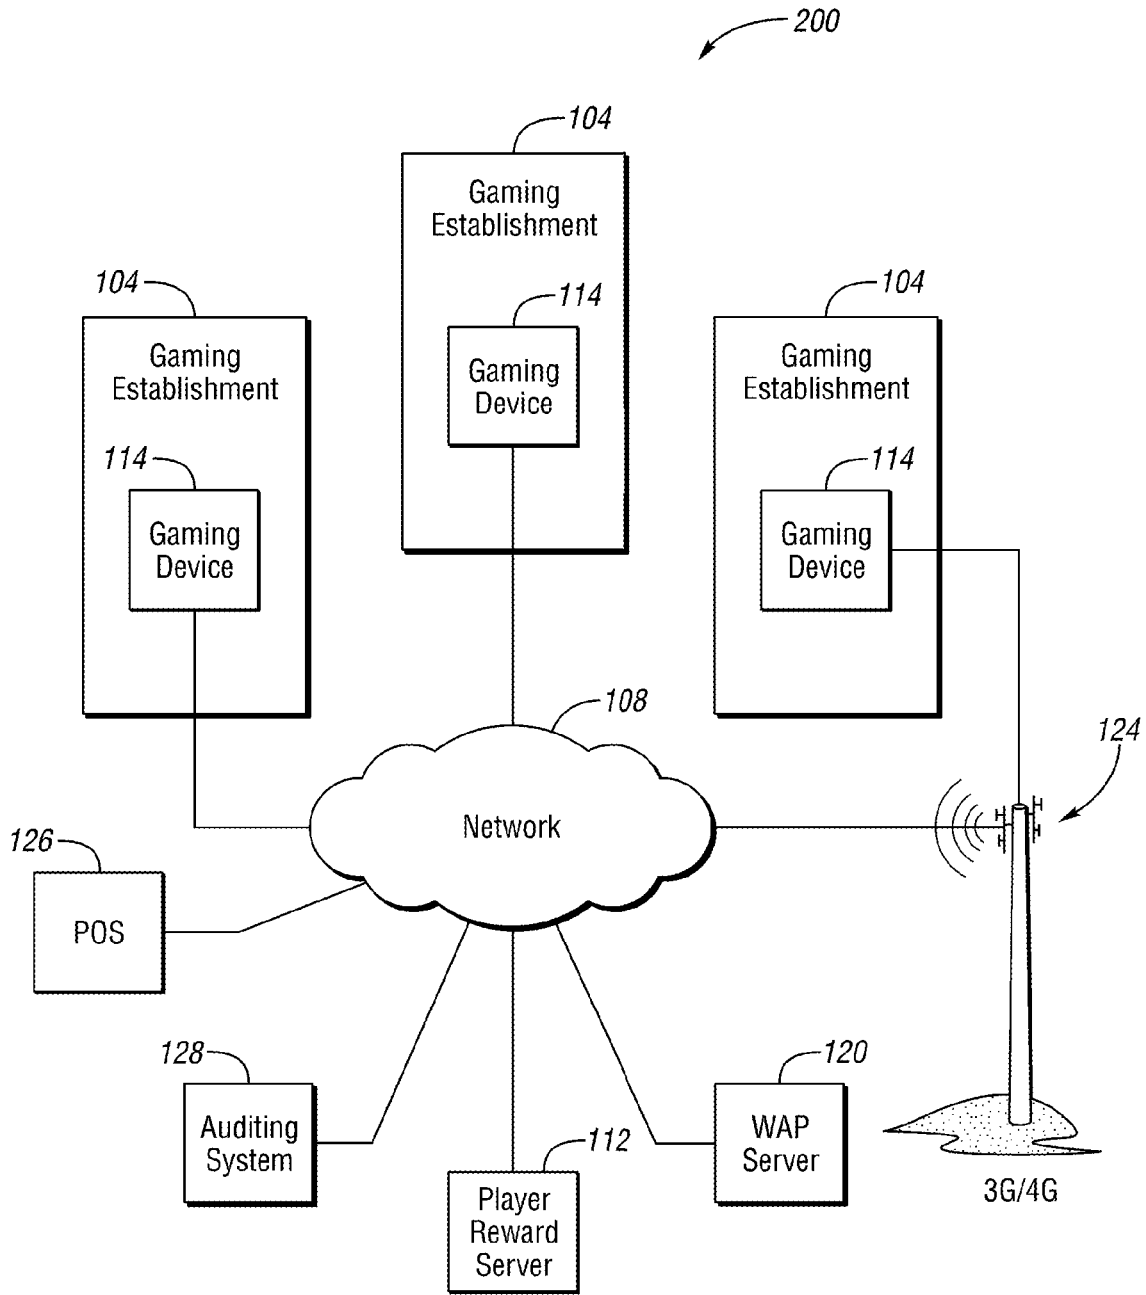 200
104
Gaming
Establishment
114
Gaming
Device
104
Gaming
Establishment
114
Gaming
Device
104
Gaming
Establishment
114
Gaming
Device
108
Network
124
126
POS
128
Auditing
System
112
Player
Reward
Server
120
WAP
Server
3G/4G